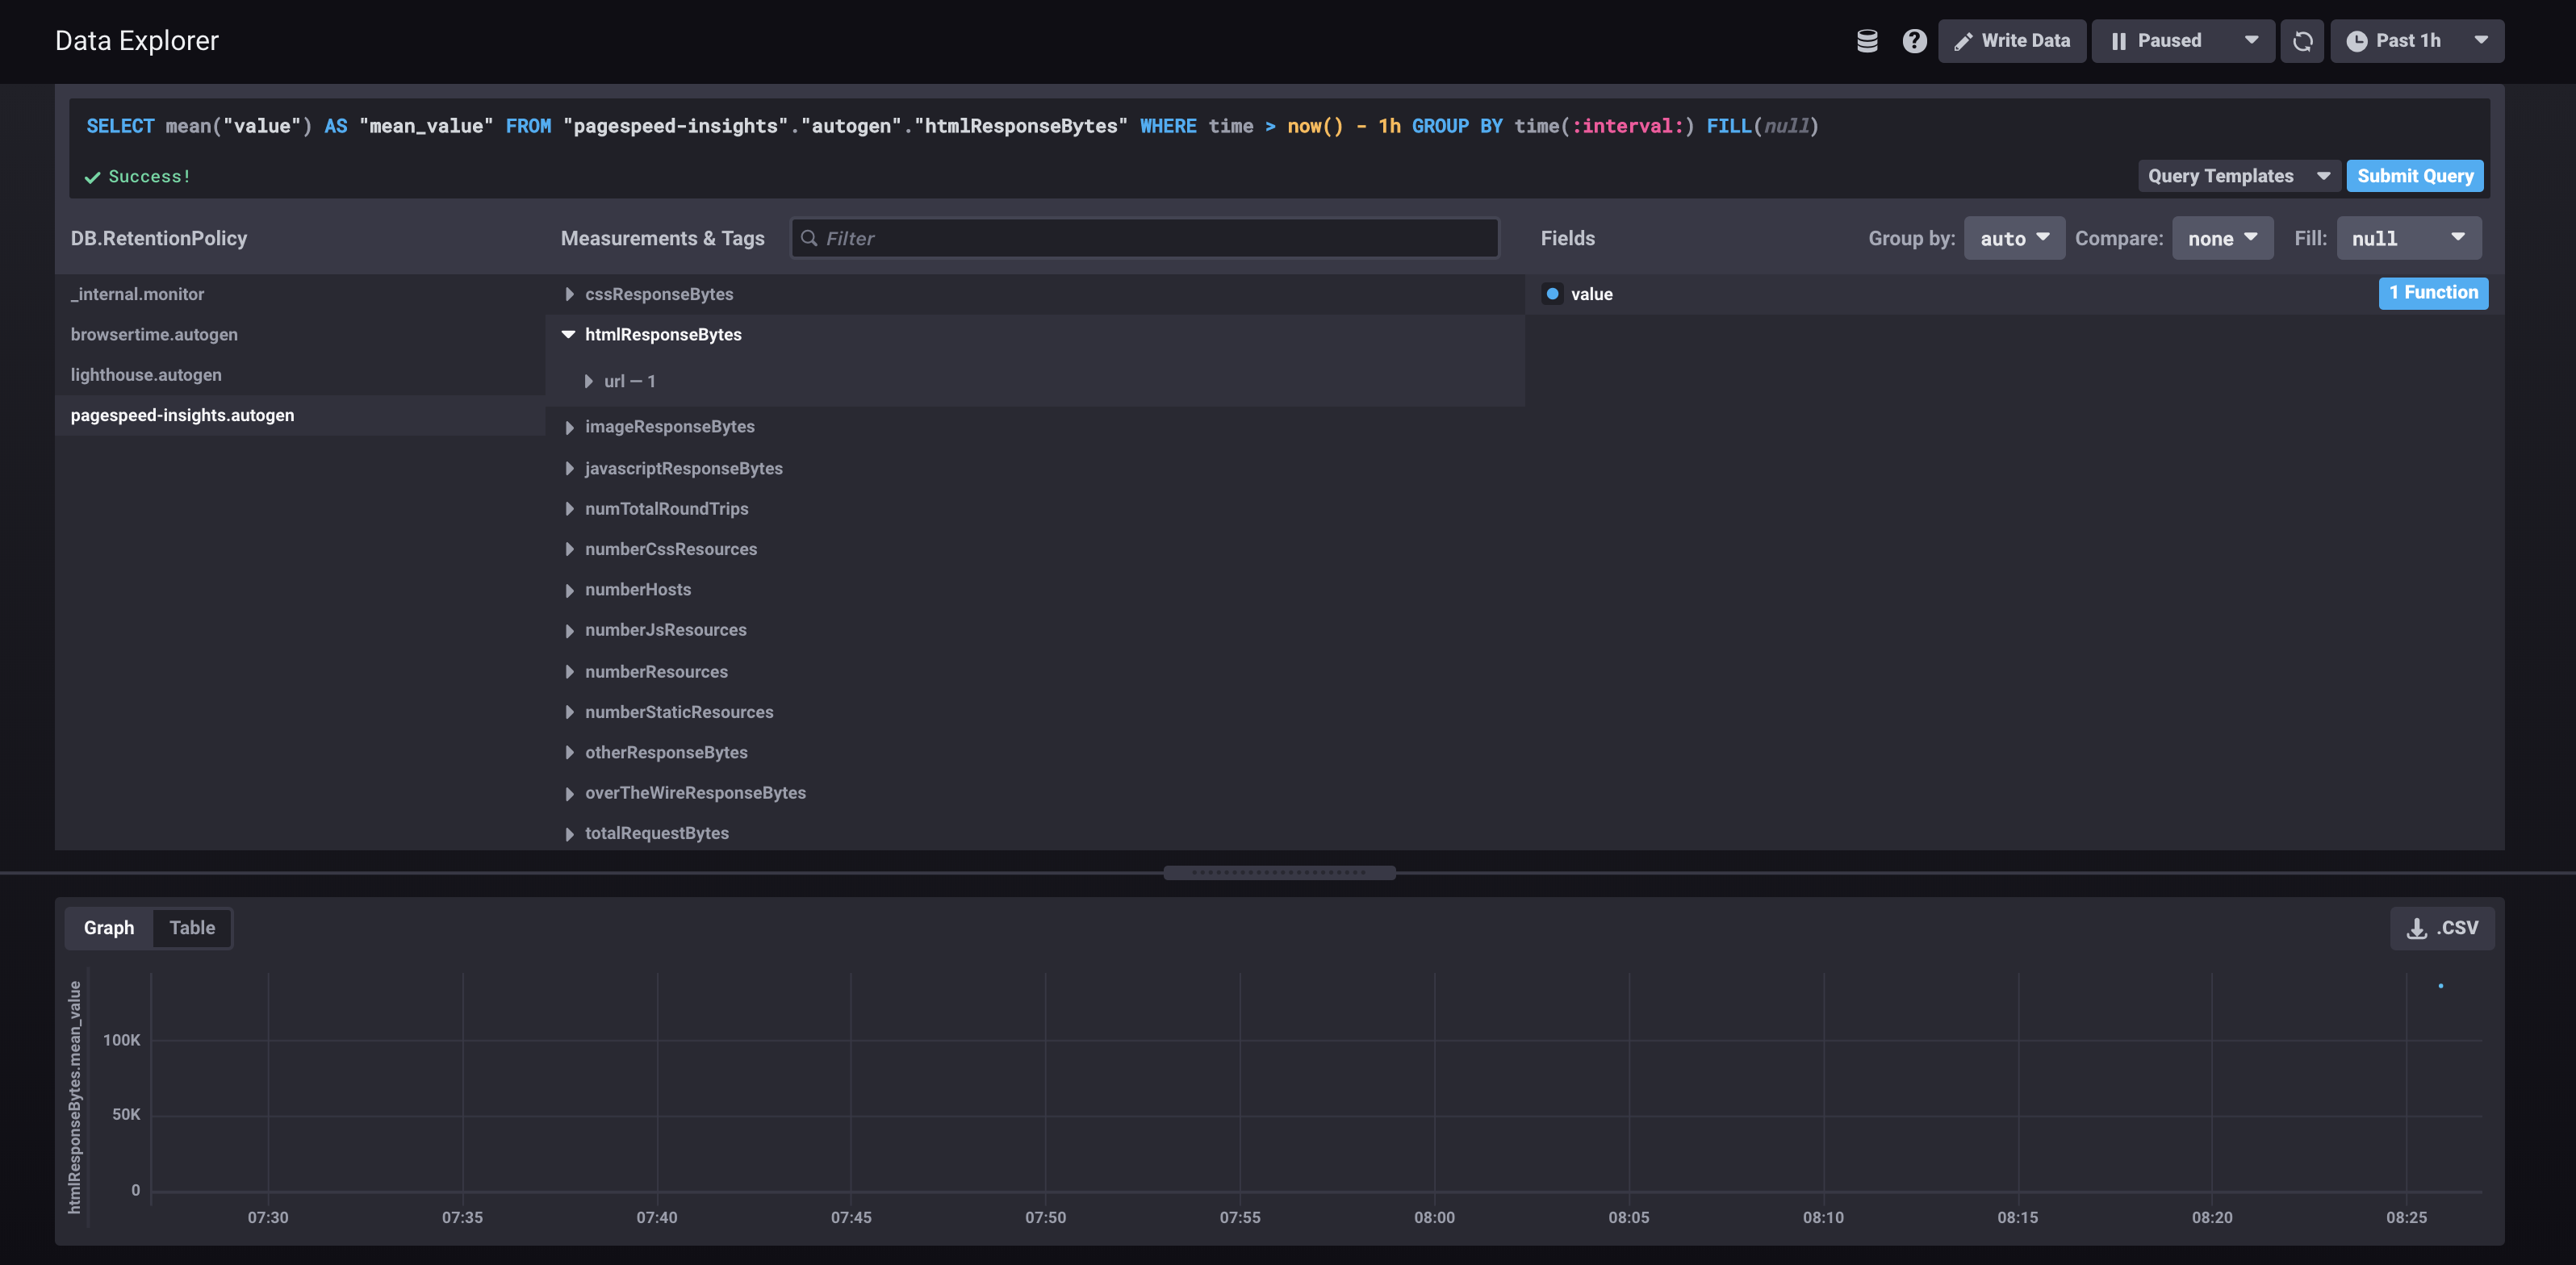 Data Explorer
Write Data
Paused
Past 1h
SELECT mean("value") AS "mean_value" FROM "pagespeed-insights"."autogen"."htmlResponseBytes" WHERE time > now() - 1h GROUP BY time(:interval:) FILL(null)
Success!
Query Templates
Submit Query
DB.RetentionPolicy
Measurements & Tags
Filter
Fields
Group by:
auto
Compare:
none
Fill:
null
_internal.monitor
browsertime.autogen
lighthouse.autogen
pagespeed-insights.autogen
cssResponseBytes
htmlResponseBytes
url — 1
imageResponseBytes
javascriptResponseBytes
numTotalRoundTrips
numberCssResources
numberHosts
numberJsResources
numberResources
numberStaticResources
otherResponseBytes
overTheWireResponseBytes
totalRequestBytes
value
1 Function
Graph
Table
.CSV
htmlResponseBytes.mean_value
100K
50K
0
07:30
07:35
07:40
07:45
07:50
07:55
08:00
08:05
08:10
08:15
08:20
08:25